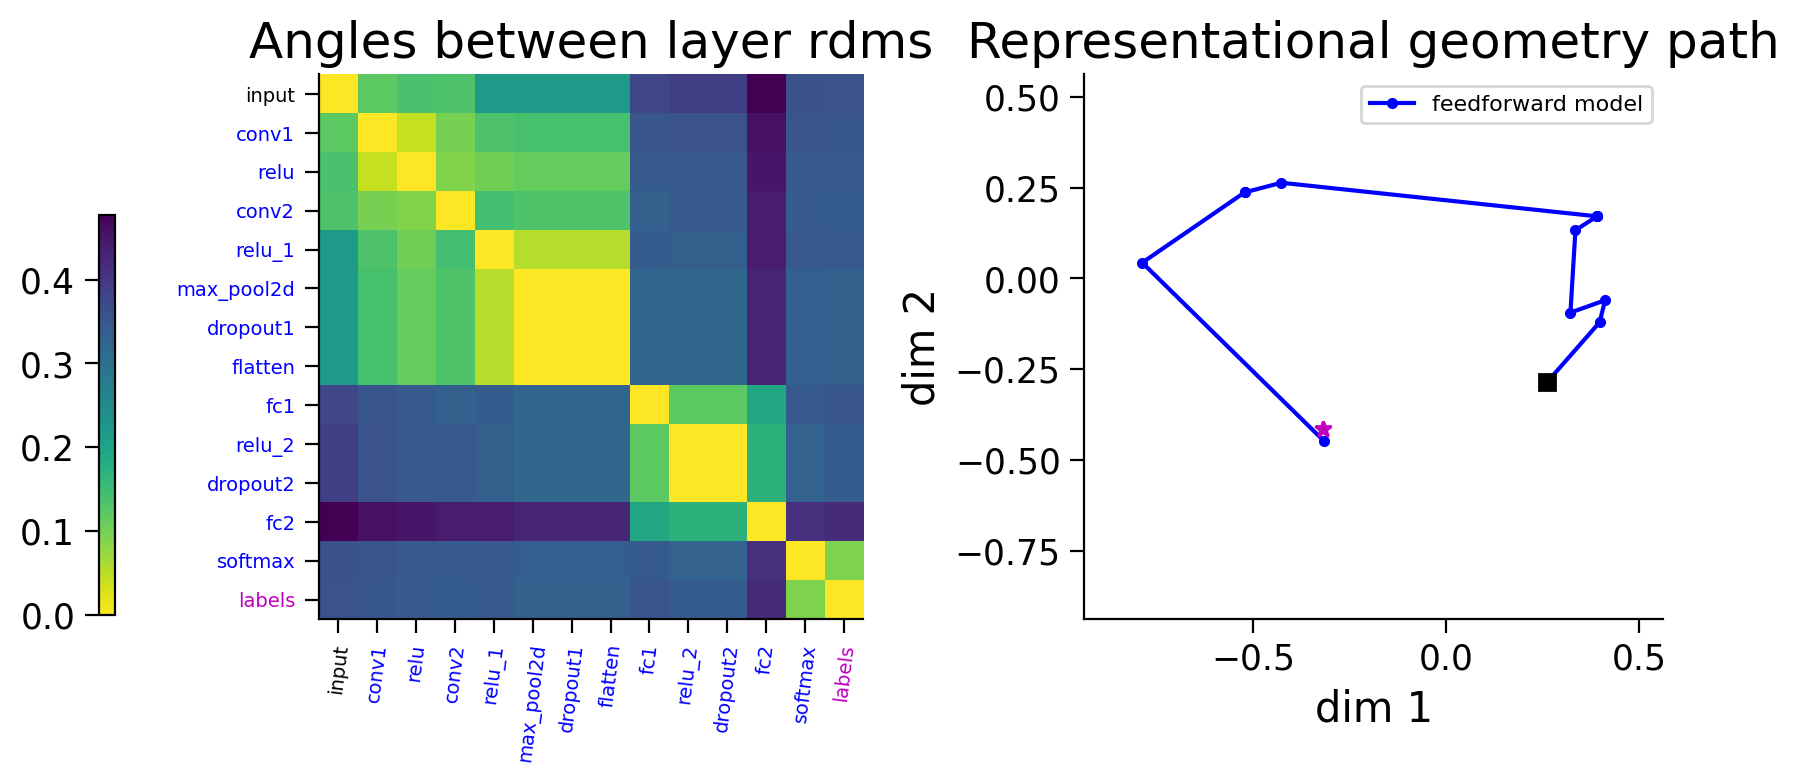 Angles between layer rdms
Representational geometry path
input
conv1
relu
conv2
relu_1
max_pool2d
dropout1
flatten
fc1
relu_2
dropout2
fc2
softmax
labels
0.4
0.3
0.2
0.1
0.0
input
conv1
relu
conv2
relu_1
max_pool2d
dropout1
flatten
fc1
relu_2
dropout2
fc2
softmax
labels
feedforward model
0.50
0.25
0.00
−0.25
−0.50
−0.75
dim 2
−0.5
0.0
0.5
dim 1